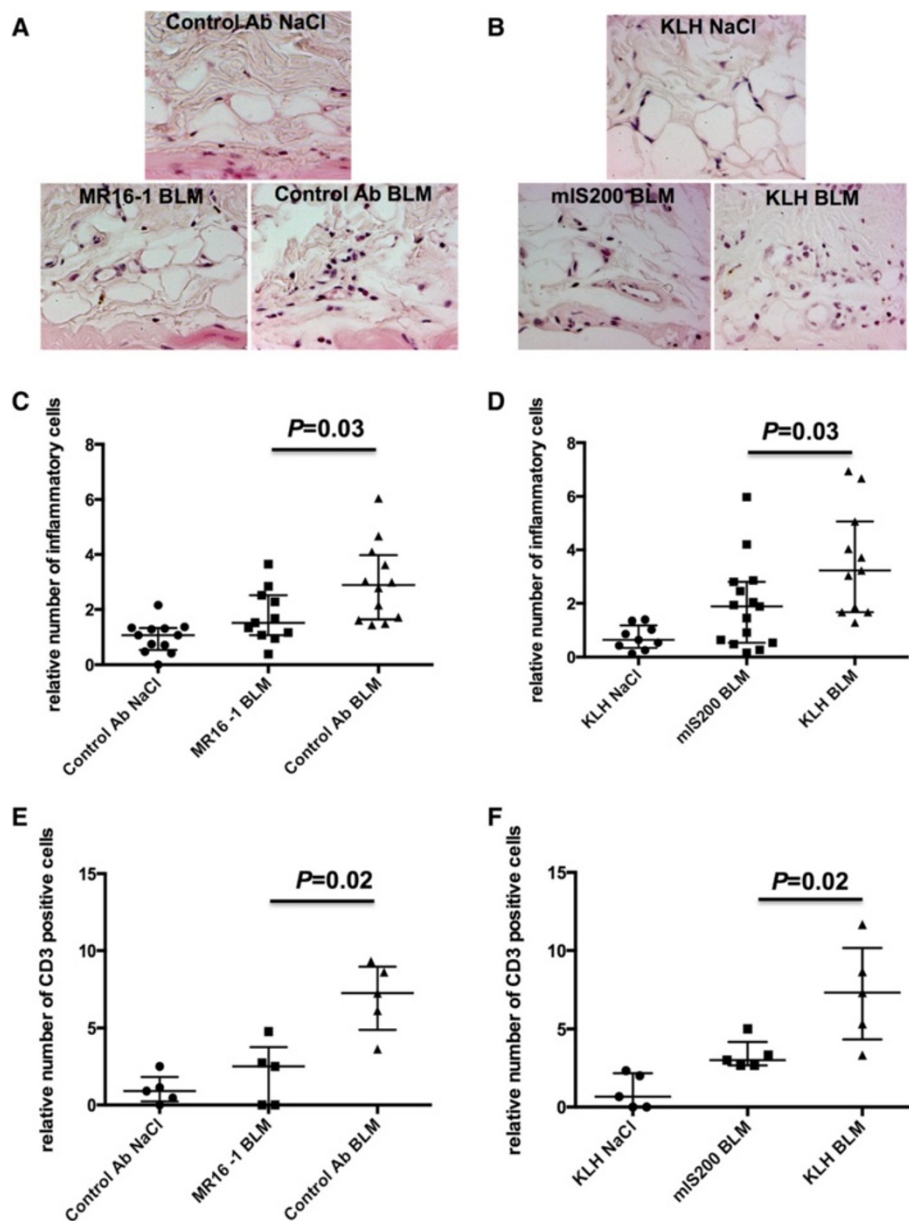 A
Control Ab NaCl
MR16-1 BLM
Control Ab BLM
B
KLH NaCl
mIS200 BLM
KLH BLM
C
relative number of inflammatory cells
8
6
4
2
0
P=0.03
Control Ab NaCl
MR16 -1 BLM
Control Ab BLM
D
relative number of inflammatory cells
8
6
4
2
0
P=0.03
KLH NaCl
mIS200 BLM
KLH BLM
E
relative number of CD3 positive cells
15
10
5
0
P=0.02
Control Ab NaCl
MR16 -1 BLM
Control Ab BLM
F
relative number of CD3 positive cells
15
10
5
0
P=0.02
KLH NaCl
mIS200 BLM
KLH BLM